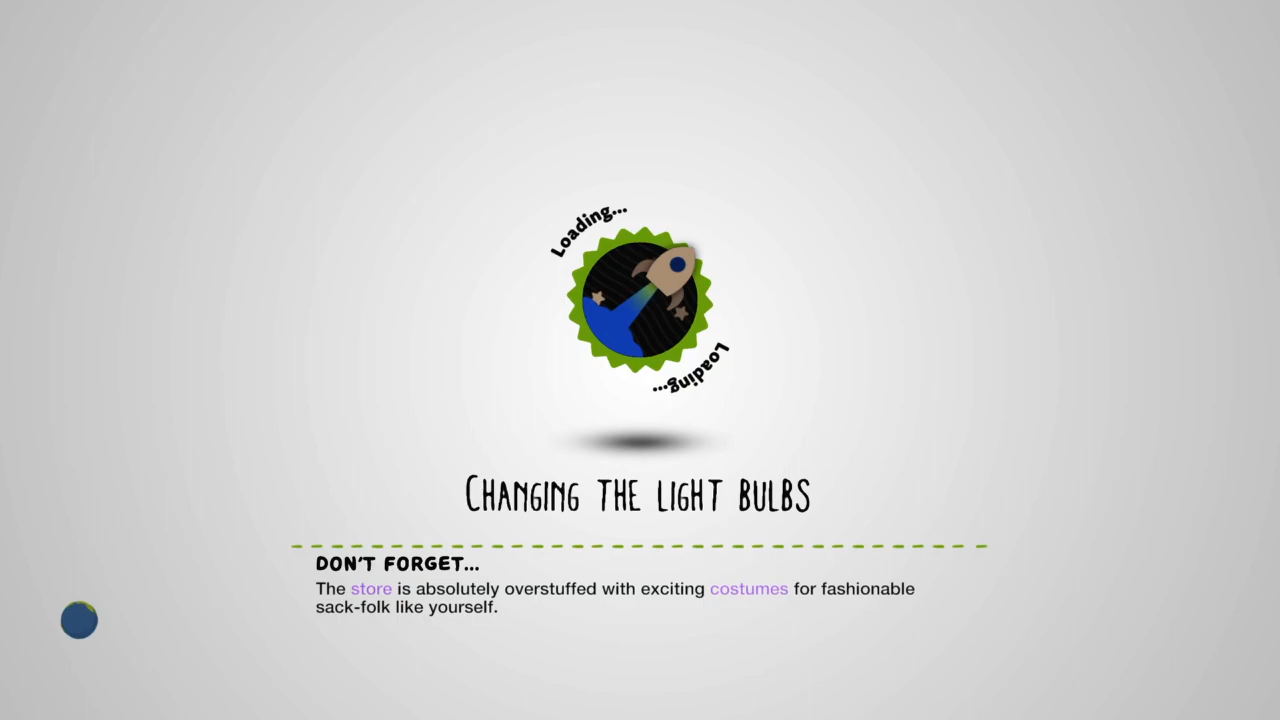 Loading...
Loading...
Changing the light bulbs
DON'T FORGET...
The store is absolutely overstuffed with exciting costumes for fashionable
sack-folk like yourself.